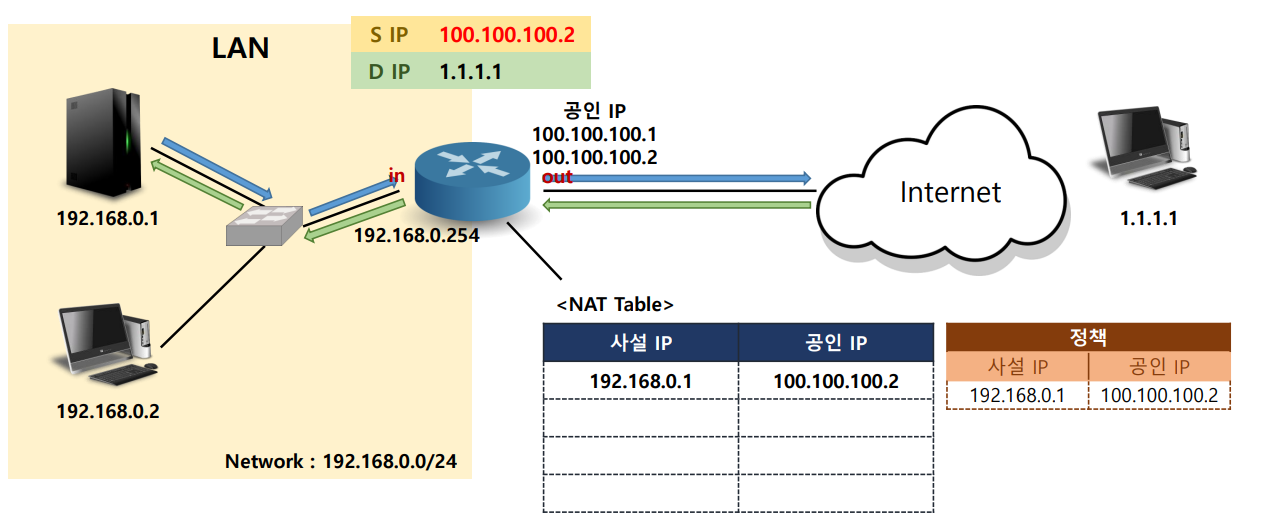 LAN
S IP 100.100.100.2
D IP 1.1.1.1
공인 IP
100.100.100.1
100.100.100.2
in
out
Internet
192.168.0.1
192.168.0.254
1.1.1.1
<NAT Table>
사설 IP 공인 IP
192.168.0.1 100.100.100.2
정책
사설 IP 공인 IP
192.168.0.1 100.100.100.2
192.168.0.2
Network : 192.168.0.0/24